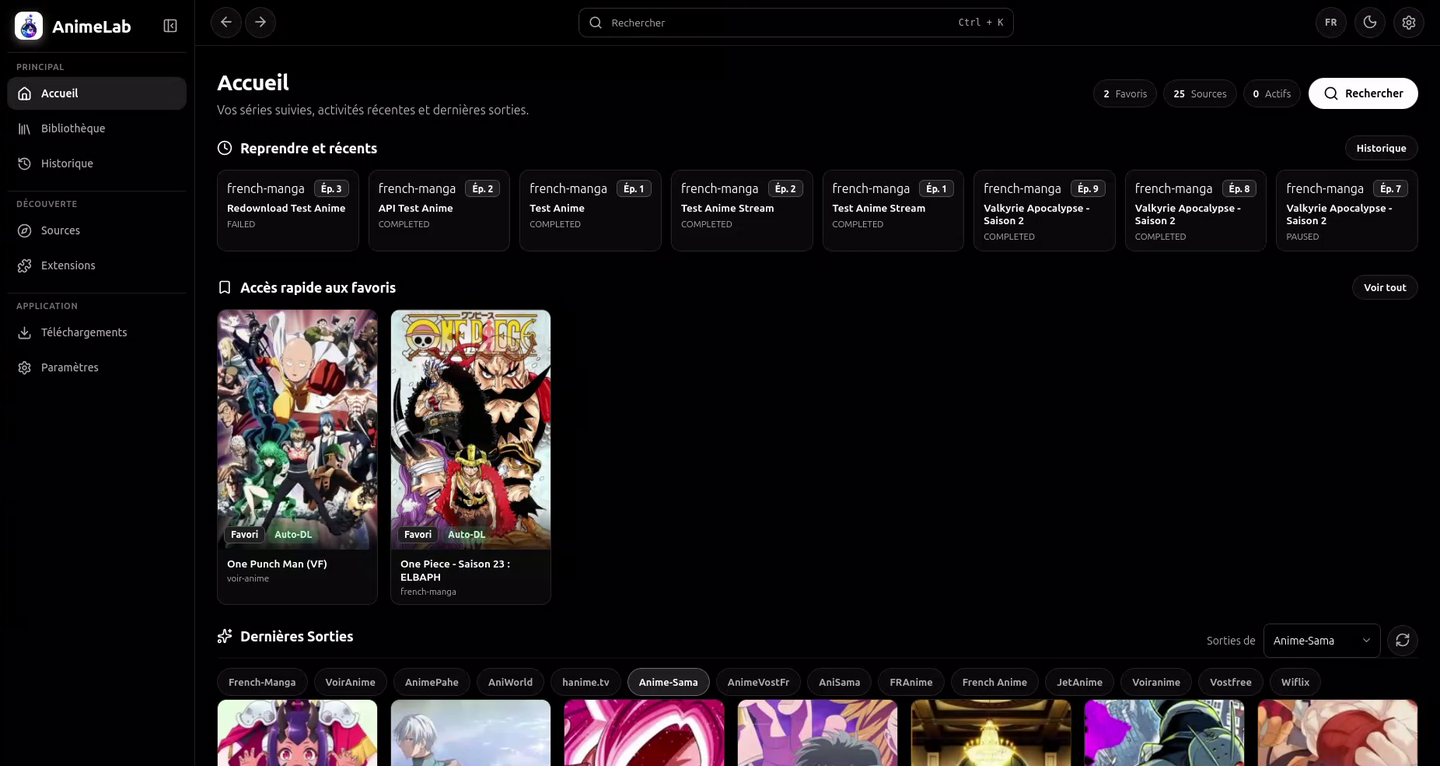 AnimeLab
Rechercher
Ctrl + K
FR
PRINCIPAL
Accueil
Bibliothèque
Historique
DÉCOUVERTE
Sources
Extensions
APPLICATION
Téléchargements
Paramètres
Accueil
Vos séries suivies, activités récentes et dernières sorties.
2 Favoris
25 Sources
0 Actifs
Rechercher
Reprendre et récents
Historique
french-manga Ép. 3
Redownload Test Anime
FAILED
french-manga Ép. 2
API Test Anime
COMPLETED
french-manga Ép. 1
Test Anime
COMPLETED
french-manga Ép. 2
Test Anime Stream
COMPLETED
french-manga Ép. 1
Test Anime Stream
COMPLETED
french-manga Ép. 9
Valkyrie Apocalypse -
Saison 2
COMPLETED
french-manga Ép. 8
Valkyrie Apocalypse -
Saison 2
COMPLETED
french-manga Ép. 7
Valkyrie Apocalypse -
Saison 2
PAUSED
Accès rapide aux favoris
Voir tout
Favori Auto-DL
One Punch Man (VF)
voir-anime
ワンピース
ONE PIECE
Favori Auto-DL
One Piece - Saison 23 :
ELBAPH
french-manga
Dernières Sorties
Sorties de
Anime-Sama
French-Manga
VoirAnime
AnimePahe
AniWorld
hanime.tv
Anime-Sama
AnimeVostFr
AniSama
FRAnime
French Anime
JetAnime
Voiranime
Vostfree
Wiflix